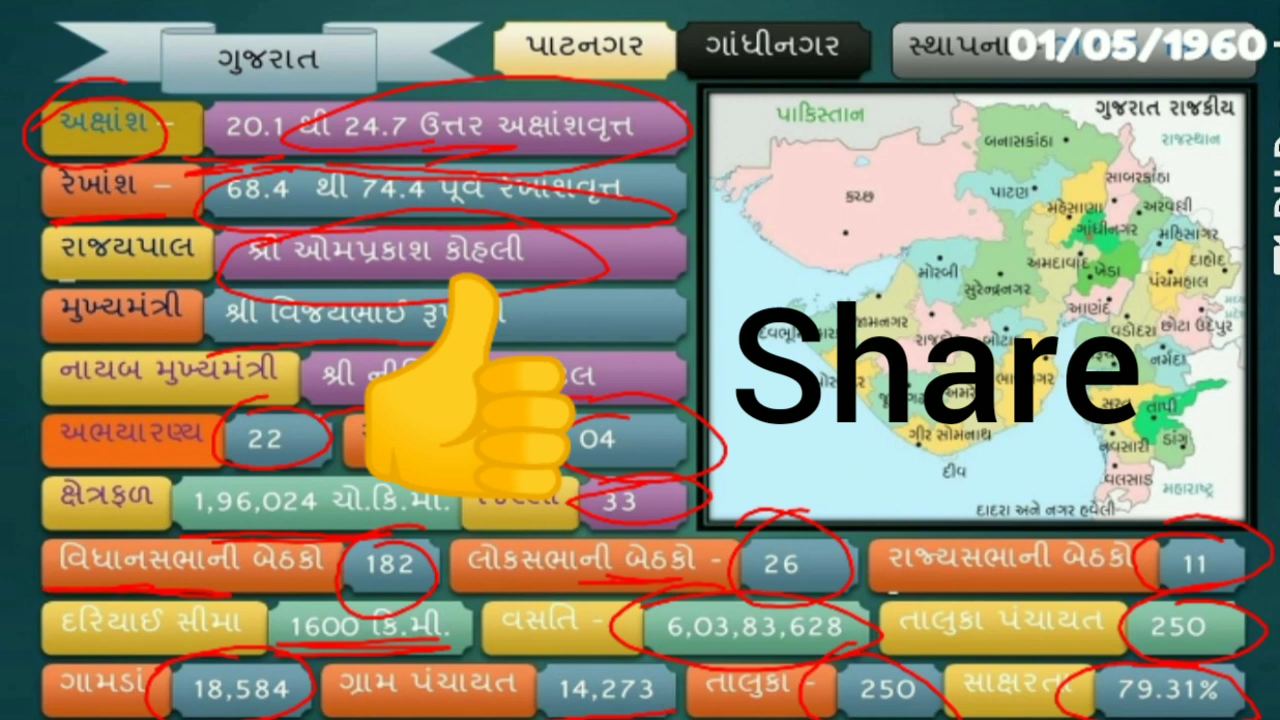 ગુજરાત
પાટનગર ગાંધીનગર
સ્થાપના 01/05/1960
અક્ષાંશ - 20.1 થી 24.7 ઉત્તર અક્ષાંશવૃત્ત
રેખાંશ - 68.4 થી 74.4 પૂર્વ રેખાંશવૃત્ત
રાજયપાલ શ્રી ઓમપ્રકાશ કોહલી
મુખ્યમંત્રી શ્રી વિજયભાઈ
નાયબ મુખ્યમંત્રી શ્રી
અભયારણ્ય 22 04
ક્ષેત્રફળ 1,96,024 ચો.કિ.મી. 33
ગુજરાત રાજકીય
પાકિસ્તાન
રાજસ્થાન
બનાસકાંઠા
પાટણ
સાબરકાંઠા
મહેસાણા
અરવલ્લી
કચ્છ
ગાંધીનગર
મહિસાગર
મોરબી
અમદાવાદ
ખેડા
દાહોદ
પંચમહાલ
સુરેન્દ્રનગર
આણંદ
જામનગર
વડોદરા
છોટા ઉદેપુર
Share
નર્મદા
તાપી
ગીર સોમનાથ
નવસારી
ડાંગ
દીવ
વલસાડ
મહારાષ્ટ્ર
દાદરા અને નગર હવેલી
વિધાનસભાની બેઠકો 182 લોકસભાની બેઠકો - 26 રાજ્યસભાની બેઠકો 11
દરિયાઈ સીમા 1600 કિ.મી. વસતિ - 6,03,83,628 તાલુકા પંચાયત 250
ગામડાં 18,584 ગ્રામ પંચાયત 14,273 તાલુકા - 250 સાક્ષરતા 79.31%